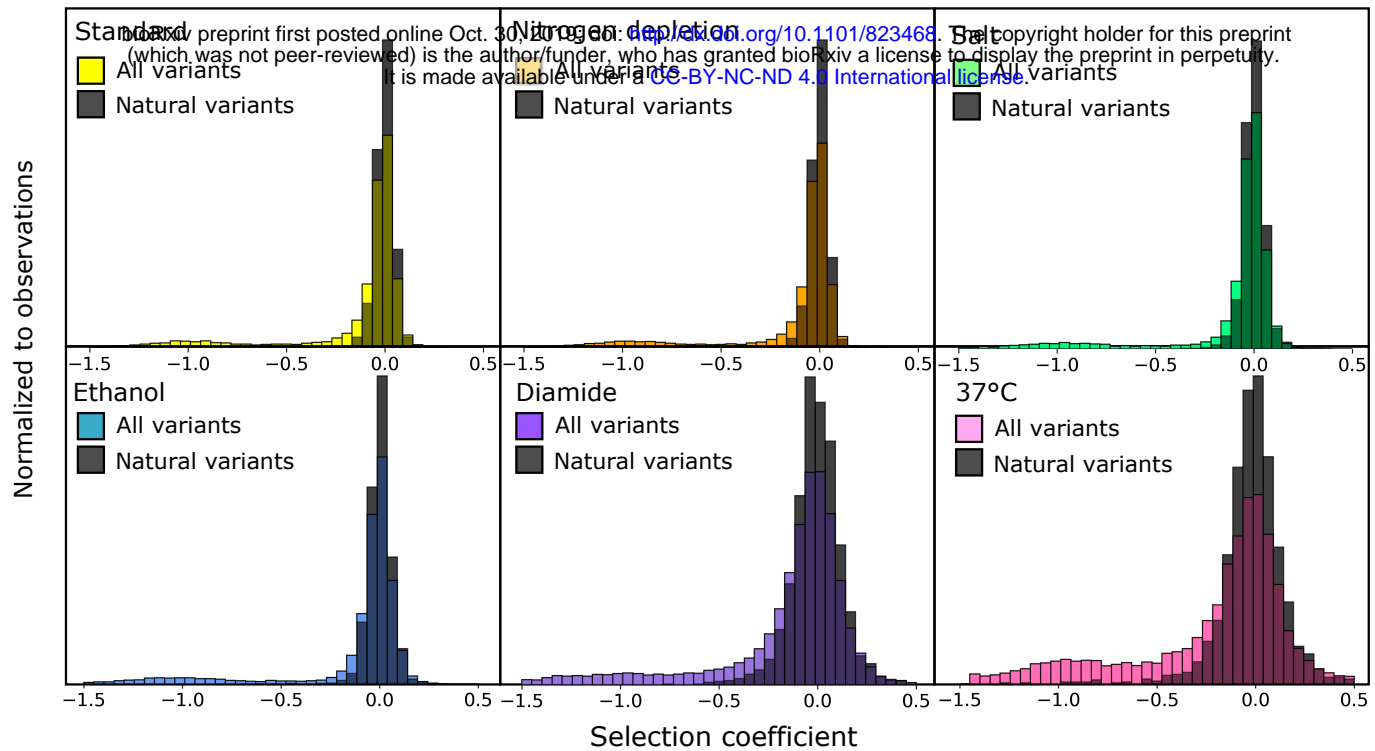 bioRxiv preprint first posted online Oct. 30, 2019; doi: http://dx.doi.org/10.1101/823468. The copyright holder for this preprint
(which was not peer-reviewed) is the author/funder, who has granted bioRxiv a license to display the preprint in perpetuity.
It is made available under a CC-BY-NC-ND 4.0 International license.
Standard
All variants
Natural variants
Nitrogen depletion
All variants
Natural variants
Salt
All variants
Natural variants
−1.5 −1.0 −0.5 0.0 0.5
−1.5 −1.0 −0.5 0.0 0.5
−1.5 −1.0 −0.5 0.0 0.5
Ethanol
All variants
Natural variants
Diamide
All variants
Natural variants
37°C
All variants
Natural variants
−1.5 −1.0 −0.5 0.0 0.5
−1.5 −1.0 −0.5 0.0 0.5
−1.5 −1.0 −0.5 0.0 0.5
Normalized to observations
Selection coefficient